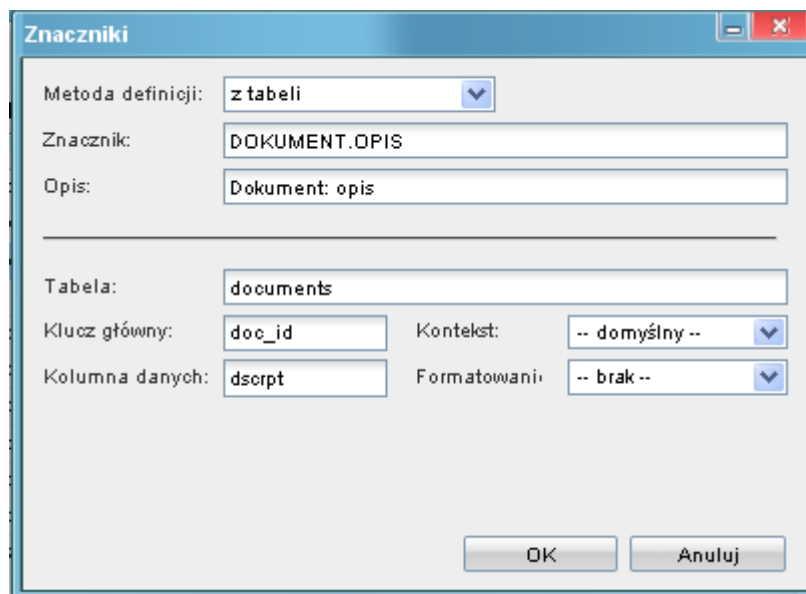 Znaczniki
Metoda definicji: z tabeli
Znacznik: DOKUMENT.OPIS
Opis: Dokument: opis
Tabela: documents
Klucz główny: doc_id Kontekst: -- domyślny --
Kolumna danych: dscrpt Formatowani -- brak --
OK Anuluj